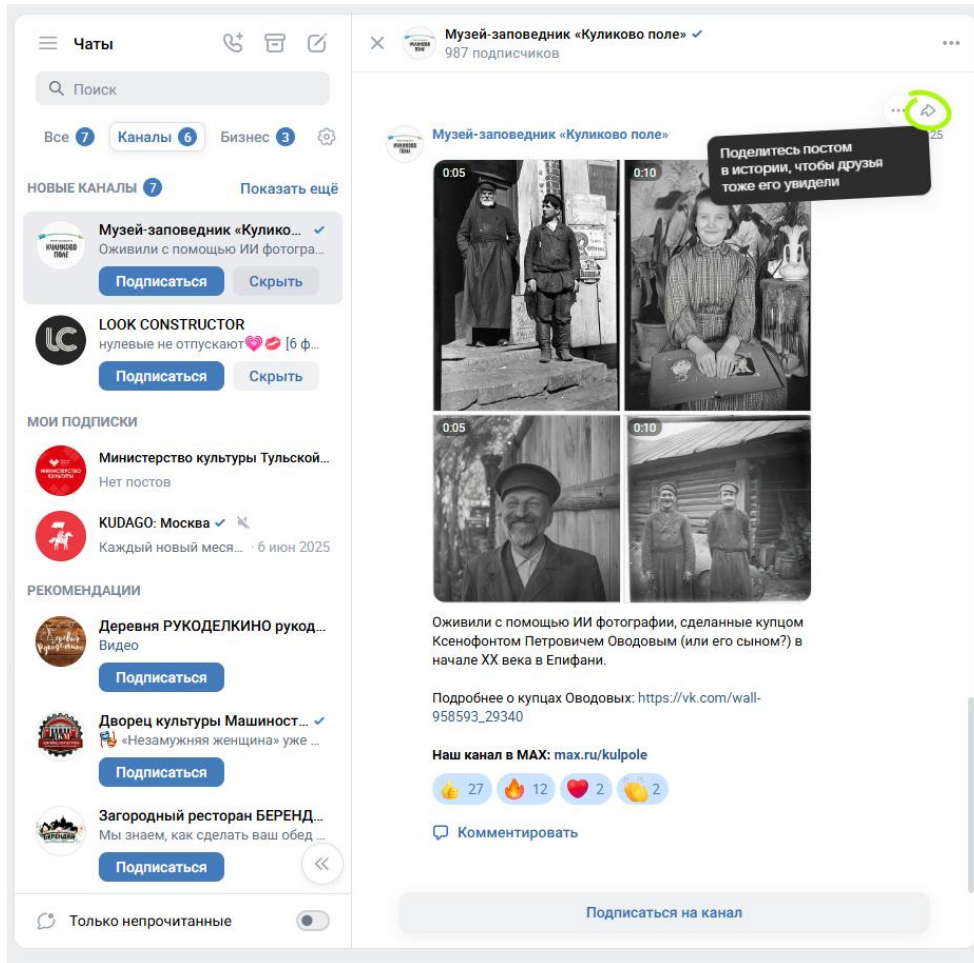 Чаты
Поиск
Все 7
Каналы 6
Бизнес 3
НОВЫЕ КАНАЛЫ 7
Показать ещё
Музей-заповедник «Кулико...
Оживили с помощью ИИ фотогра...
Подписаться
Скрыть
LOOK CONSTRUCTOR
нулевые не отпускают💗💋 [6 ф...
Подписаться
Скрыть
МОИ ПОДПИСКИ
Министерство культуры Тульской...
Нет постов
KUDAGO: Москва
Каждый новый меся... · 6 июн 2025
РЕКОМЕНДАЦИИ
Деревня РУКОДЕЛКИНО рукод...
Видео
Подписаться
Дворец культуры Машиност...
«Незамужняя женщина» уже ...
Подписаться
Загородный ресторан БЕРЕНД...
Мы знаем, как сделать ваш обед ...
Подписаться
Только непрочитанные
Музей-заповедник «Куликово поле»
987 подписчиков
Музей-заповедник «Куликово поле»
25
Поделитесь постом
в истории, чтобы друзья
тоже его увидели
0:05
0:10
0:05
0:10
Оживили с помощью ИИ фотографии, сделанные купцом
Ксенофонтом Петровичем Оводовым (или его сыном?) в
начале XX века в Епифани.
Подробнее о купцах Оводовых: https://vk.com/wall-
958593_29340
Наш канал в MAX: max.ru/kulpole
👍 27
🔥 12
❤️ 2
👏 2
Комментировать
Подписаться на канал